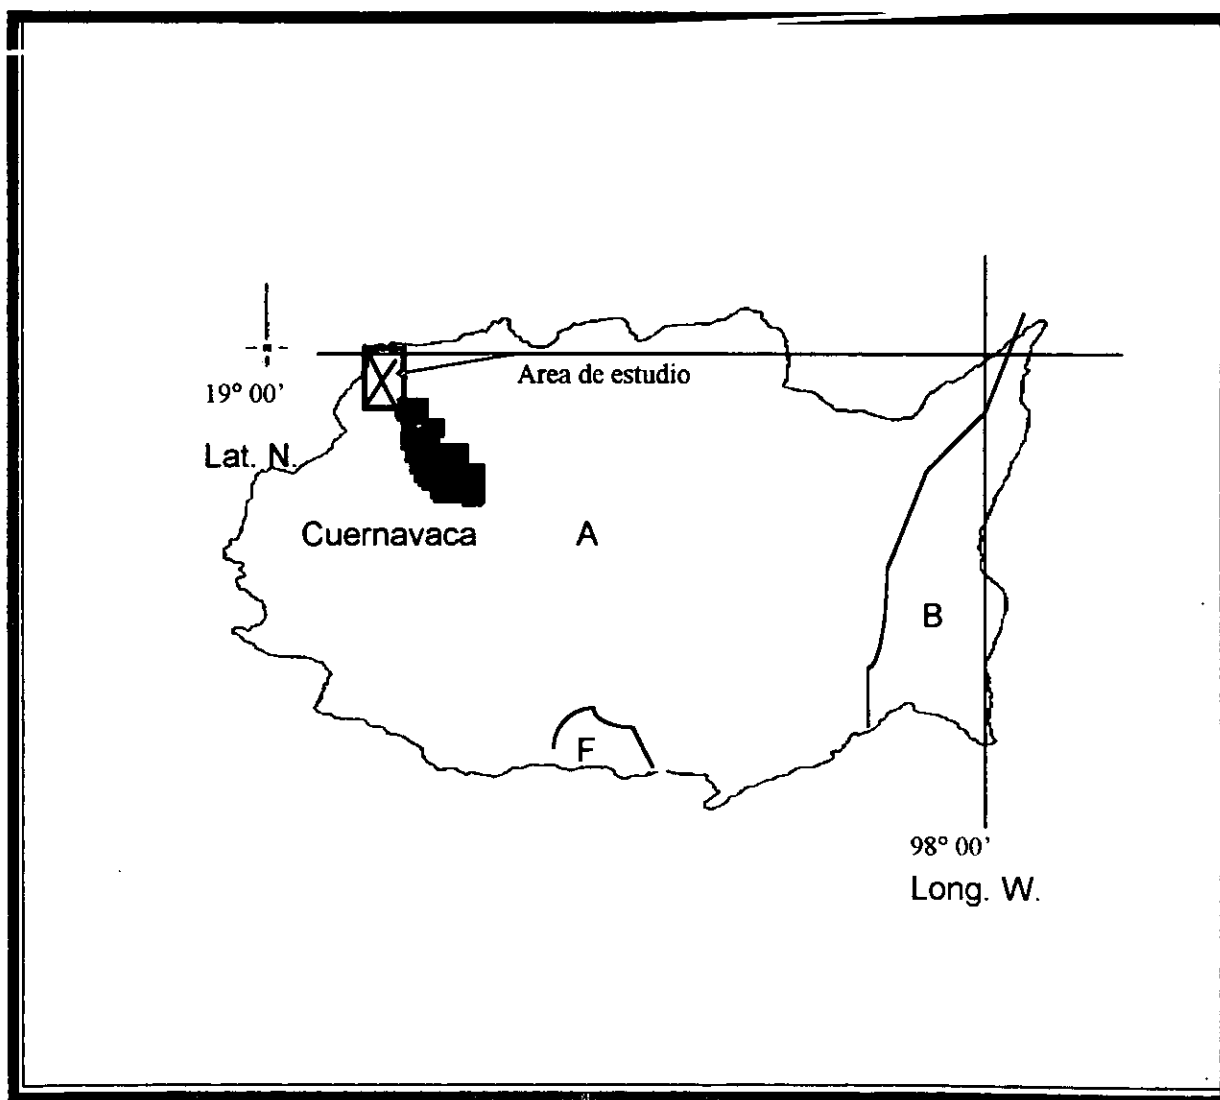 Area de estudio
19° 00'
Lat. N.
Cuernavaca
A
B
F
98° 00'
Long. W.